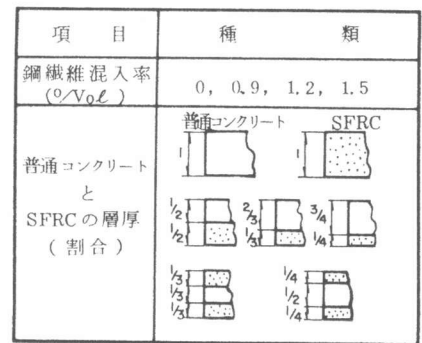 項 目 種 類
鋼繊維混入率
(%Vol) 0, 0.9, 1.2, 1.5
普通コンクリート SFRC
1 1
普通コンクリート
と
SFRCの層厚
(割合)
1/2 2/3 3/4
1/2 1/3 1/4
1/3 1/4
1/3 1/2
1/3 1/4